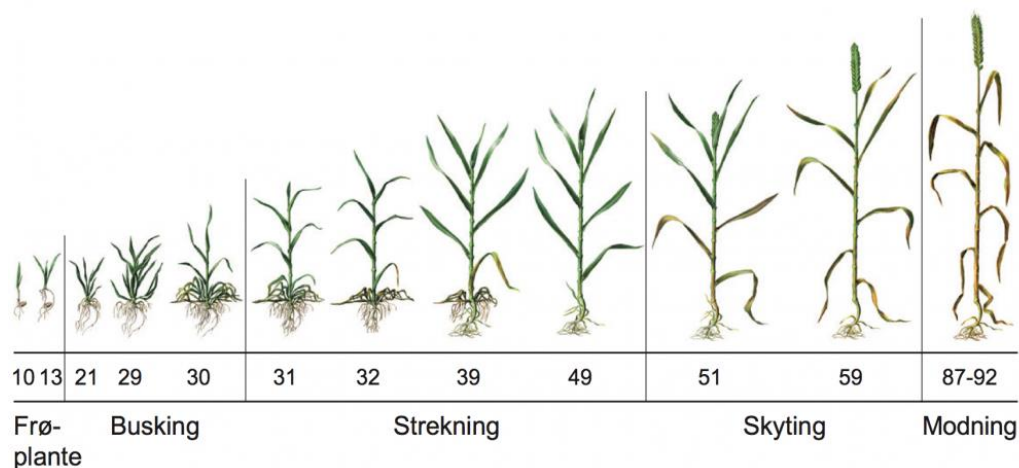 10 13 21 29 30 31 32 39 49 51 59 87-92
Frø- Busking Strekning Skyting Modning
plante